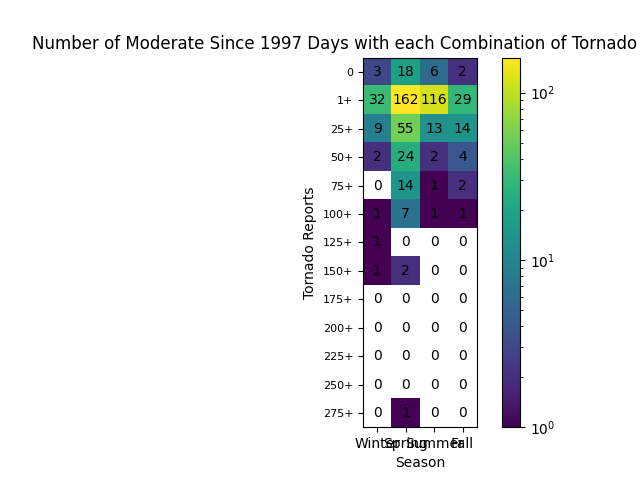 Number of Moderate Since 1997 Days with each Combination of Tornado
0 3 18 6 2
1+ 32 162 116 29
25+ 9 55 13 14
50+ 2 24 2 4
75+ 0 14 1 2
100+ 1 7 1 1
125+ 1 0 0 0
150+ 1 2 0 0
175+ 0 0 0 0
200+ 0 0 0 0
225+ 0 0 0 0
250+ 0 0 0 0
275+ 0 1 0 0
Winter Spring Summer Fall
Season
Tornado Reports
10²
10¹
10⁰